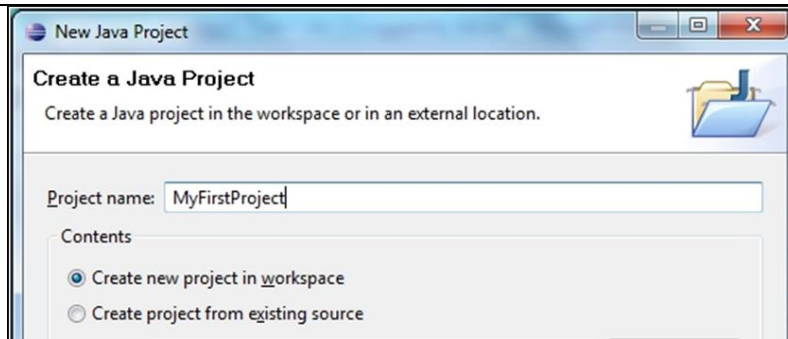 New Java Project
Create a Java Project
Create a Java project in the workspace or in an external location.
Project name: MyFirstProject
Contents
Create new project in workspace
Create project from existing source